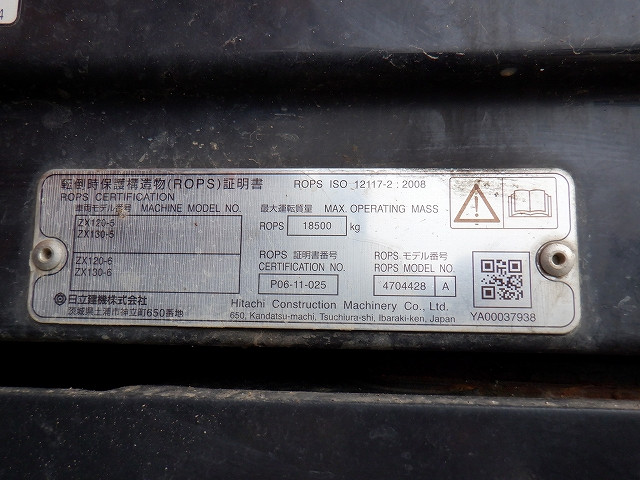 4
転倒時保護構造物(ROPS)証明書
ROPS CERTIFICATION
ROPS ISO 12117-2 : 2008
車両モデル番号 MACHINE MODEL NO.
ZX120-5
ZX130-5
ZX120-6
ZX130-6
最大運転質量 MAX. OPERATING MASS
ROPS 18500 kg
ROPS 証明書番号
CERTIFICATION NO.
P06-11-025
ROPS モデル番号
ROPS MODEL NO.
4704428 A
日立建機株式会社
茨城県土浦市神立町650番地
Hitachi Construction Machinery Co., Ltd.
650, Kandatsu-machi, Tsuchiura-shi, Ibaraki-ken, Japan
YA00037938